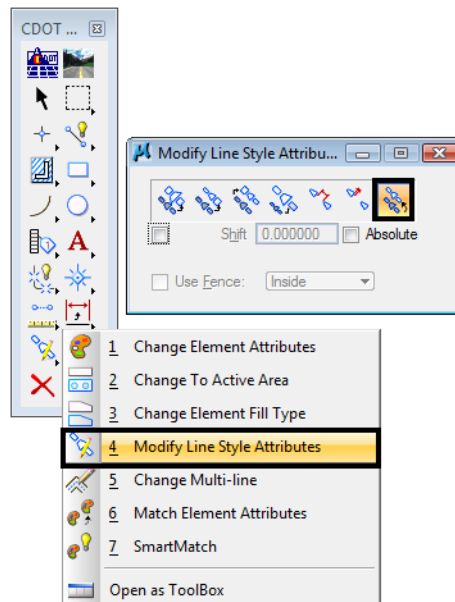 CDOT ...
CDOT
Modify Line Style Attribu...
Shift 0.000000 Absolute
Use Fence: Inside
A
1 Change Element Attributes
2 Change To Active Area
3 Change Element Fill Type
4 Modify Line Style Attributes
5 Change Multi-line
6 Match Element Attributes
7 SmartMatch
Open as ToolBox